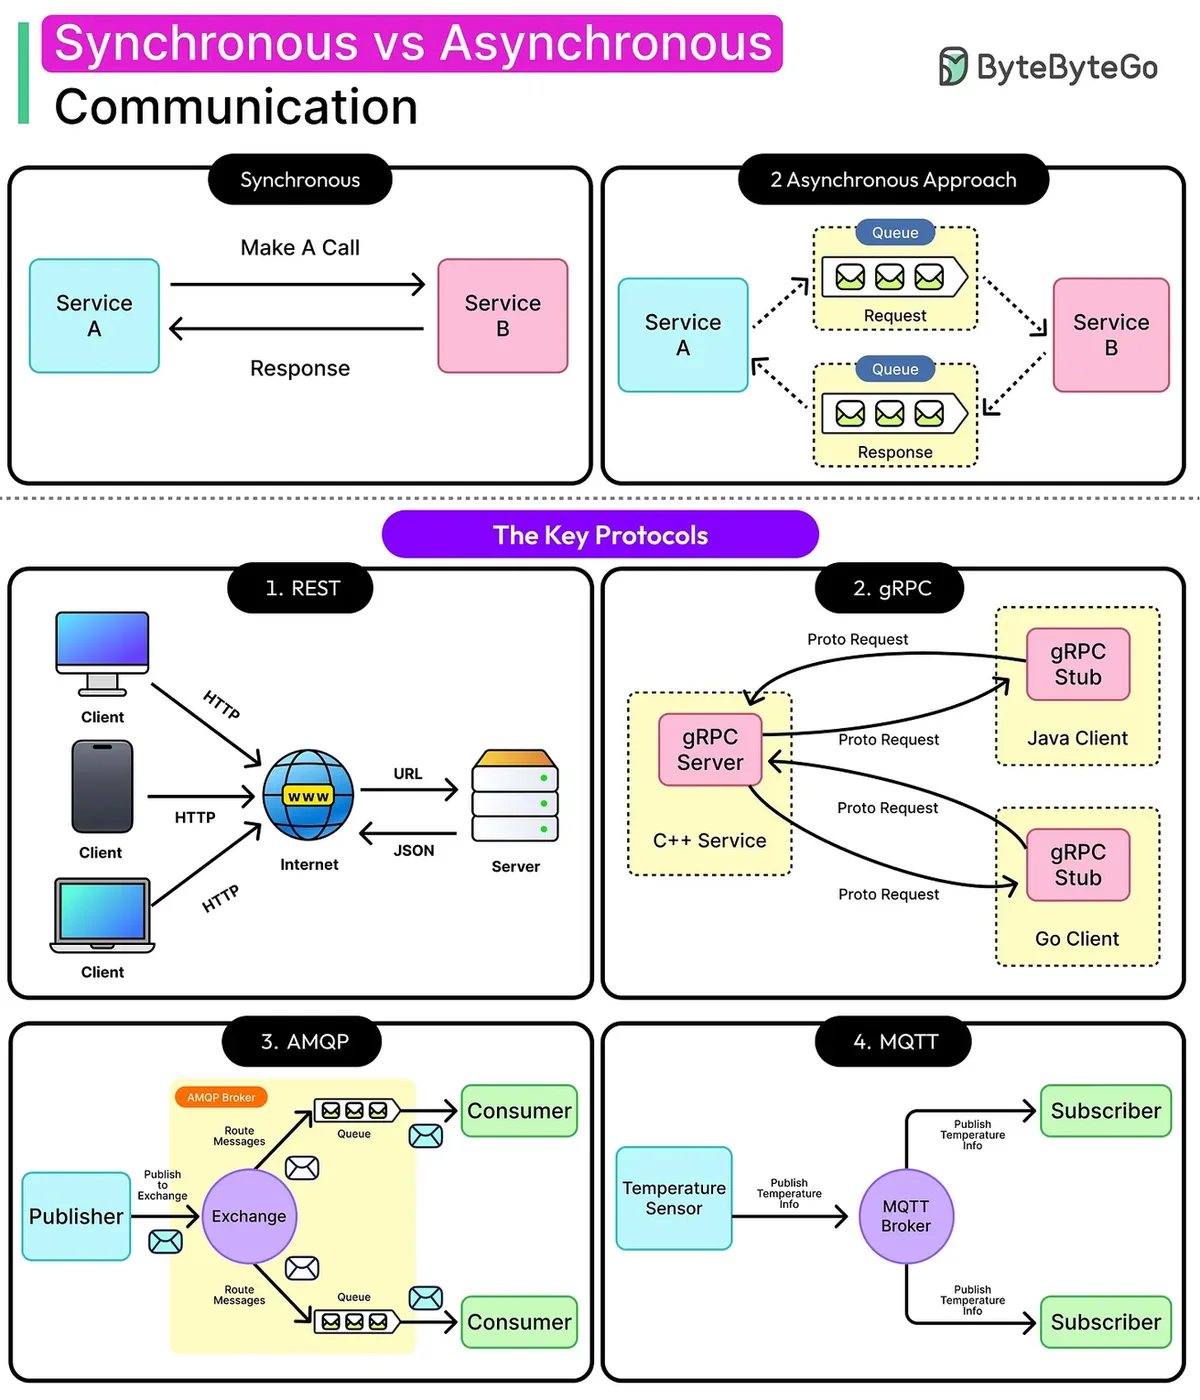 Synchronous vs Asynchronous
Communication
ByteByteGo
Synchronous
Make A Call
Service
A
Service
B
Response
2 Asynchronous Approach
Queue
Request
Service
A
Service
B
Queue
Response
The Key Protocols
1. REST
Client
HTTP
Client
HTTP
Client
HTTP
www
Internet
URL
JSON
Server
2. gRPC
Proto Request
gRPC
Stub
Java Client
gRPC
Server
C++ Service
Proto Request
Proto Request
gRPC
Stub
Go Client
Proto Request
3. AMQP
AMQP Broker
Publisher
Publish
to
Exchange
Exchange
Route
Messages
Queue
Consumer
Route
Messages
Queue
Consumer
4. MQTT
Temperature
Sensor
Publish
Temperature
Info
MQTT
Broker
Publish
Temperature
Info
Subscriber
Publish
Temperature
Info
Subscriber